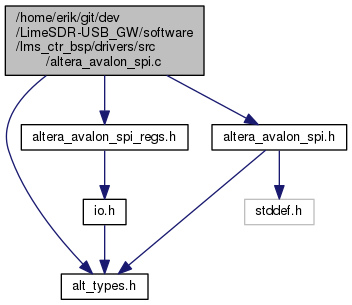 /home/erik/git/dev
/LimeSDR-USB_GW/software
/lms_ctr_bsp/drivers/src
/altera_avalon_spi.c
altera_avalon_spi_regs.h
altera_avalon_spi.h
io.h
stddef.h
alt_types.h